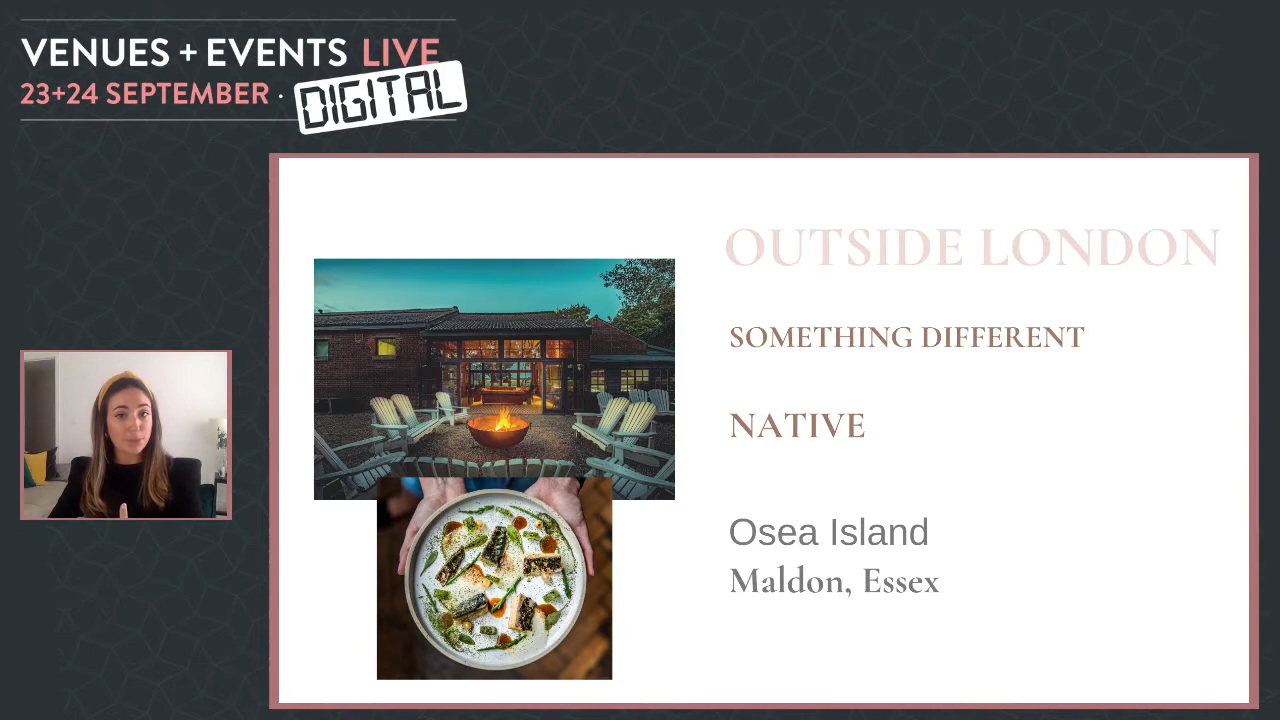 VENUES + EVENTS LIVE
23+24 SEPTEMBER · DIGITAL
OUTSIDE LONDON
SOMETHING DIFFERENT
NATIVE
Osea Island
Maldon, Essex